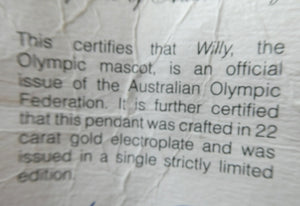 This certifies that Willy, the
Olympic mascot, is an official
issue of the Australian Olympic
Federation. It is further certified
that this pendant was crafted in 22
carat gold electroplate and was
issued in a single strictly limited
edition.